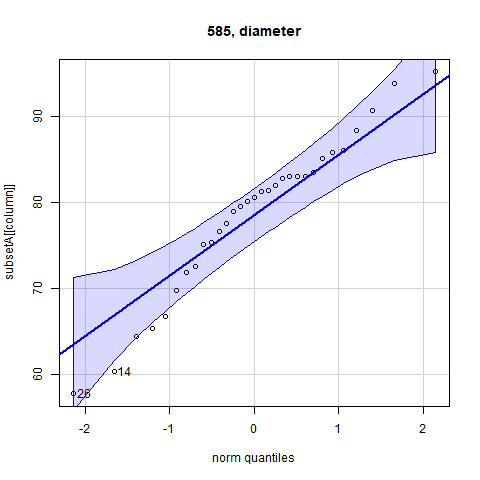 585, diameter
subsetA[[column]]
90
80
70
60
14
26
-2 -1 0 1 2
norm quantiles